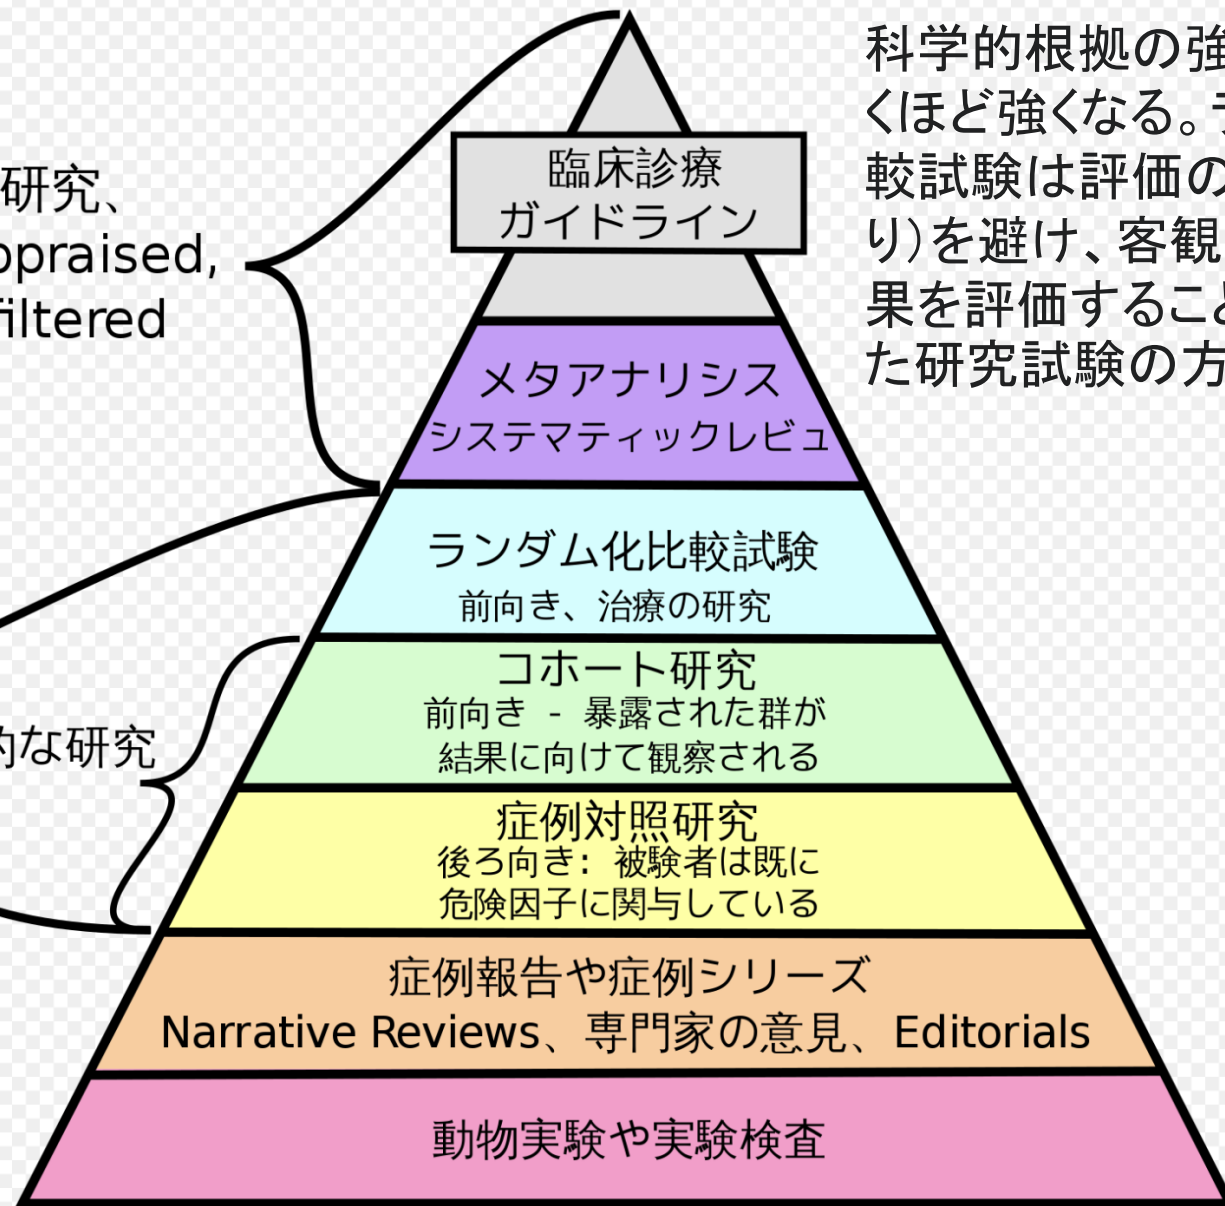 科学的根拠の強
くほど強くなる。
較試験は評価の
り)を避け、客観
果を評価するこ
た研究試験の方
研究、
ppraised,
filtered
臨床診療
ガイドライン
メタアナリシス
システマティックレビュ
ランダム化比較試験
前向き、治療の研究
コホート研究
前向き - 暴露された群が
結果に向けて観察される
的な研究
症例対照研究
後ろ向き: 被験者は既に
危険因子に関与している
症例報告や症例シリーズ
Narrative Reviews、専門家の意見、Editorials
動物実験や実験検査